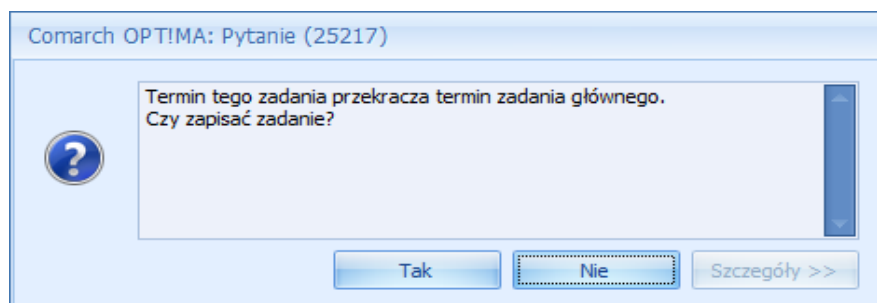 Comarch OPT!MA: Pytanie (25217)
Termin tego zadania przekracza termin zadania głównego.
Czy zapisać zadanie?
Tak
Nie
Szczegóły >>